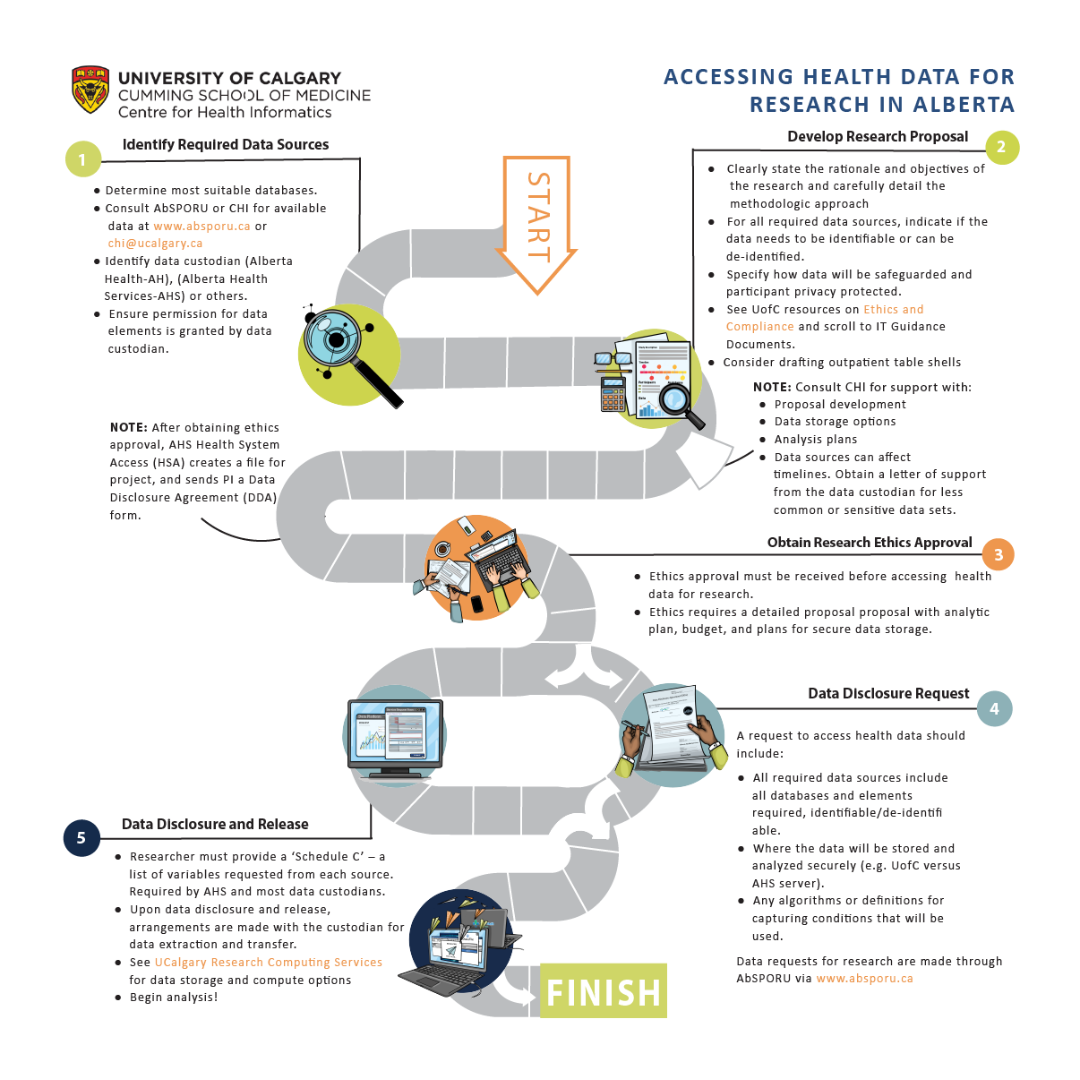 UNIVERSITY OF CALGARY
CUMMING SCHOOL OF MEDICINE
Centre for Health Informatics
ACCESSING HEALTH DATA FOR
RESEARCH IN ALBERTA
START
1
Identify Required Data Sources
● Determine most suitable databases.
● Consult AbSPORU or CHI for available
data at www.absporu.ca or
chi@ucalgary.ca
● Identify data custodian (Alberta
Health-AH), (Alberta Health
Services-AHS) or others.
● Ensure permission for data
elements is granted by data
custodian.
Develop Research Proposal
2
● Clearly state the rationale and objectives of
the research and carefully detail the
methodologic approach
● For all required data sources, indicate if the
data needs to be identifiable or can be
de-identified.
● Specify how data will be safeguarded and
participant privacy protected.
● See UofC resources on Ethics and
Compliance and scroll to IT Guidance
Documents.
● Consider drafting outpatient table shells
NOTE: Consult CHI for support with:
● Proposal development
● Data storage options
● Analysis plans
● Data sources can affect
timelines. Obtain a letter of support
from the data custodian for less
common or sensitive data sets.
NOTE: After obtaining ethics
approval, AHS Health System
Access (HSA) creates a file for
project, and sends PI a Data
Disclosure Agreement (DDA)
form.
Obtain Research Ethics Approval
3
● Ethics approval must be received before accessing health
data for research.
● Ethics requires a detailed proposal proposal with analytic
plan, budget, and plans for secure data storage.
Data Disclosure Request
4
A request to access health data should
include:
● All required data sources include
all databases and elements
required, identifiable/de-identifi
able.
● Where the data will be stored and
analyzed securely (e.g. UofC versus
AHS server).
● Any algorithms or definitions for
capturing conditions that will be
used.
Data requests for research are made through
AbSPORU via www.absporu.ca
5
Data Disclosure and Release
● Researcher must provide a ‘Schedule C’ – a
list of variables requested from each source.
Required by AHS and most data custodians.
● Upon data disclosure and release,
arrangements are made with the custodian for
data extraction and transfer.
● See UCalgary Research Computing Services
for data storage and compute options
● Begin analysis!
FINISH